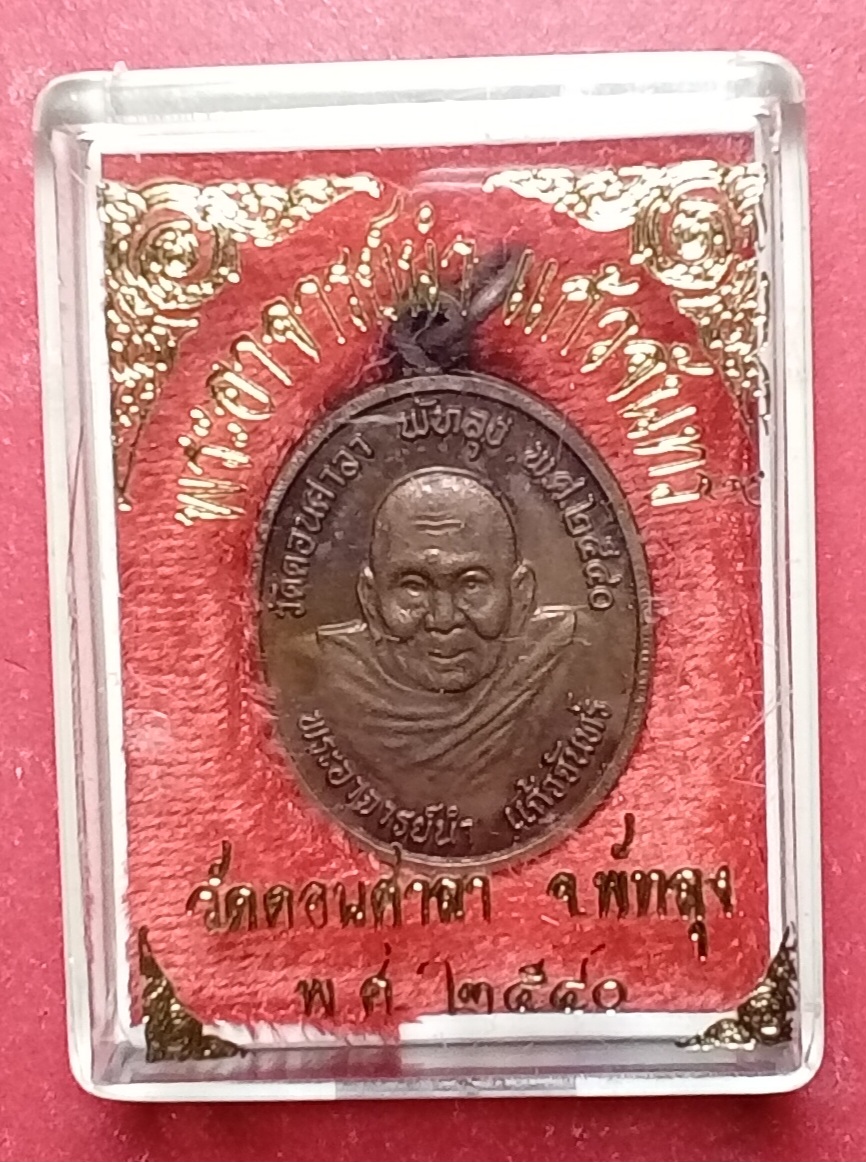 พระอาจารย์นำ แก้วจันทร์
วัดดอนศาลา พัทลุง พ.ศ.๒๕๔๐
พระอาจารย์นำ แก้วจันทร์
วัดดอนศาลา จ.พัทลุง
พ.ศ. ๒๕๔๐